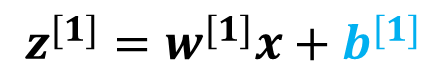 z[1] = w[1]x + b[1]